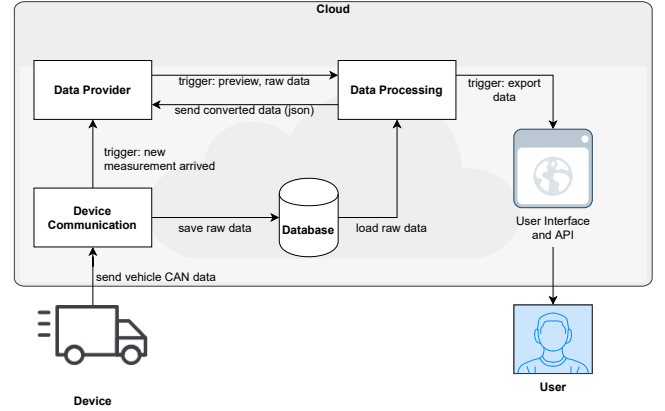 Cloud
Data Provider
trigger: preview, raw data
send converted data (json)
Data Processing
trigger: export
data
trigger: new
measurement arrived
Device
Communication
save raw data
Database
load raw data
User Interface
and API
send vehicle CAN data
User
Device